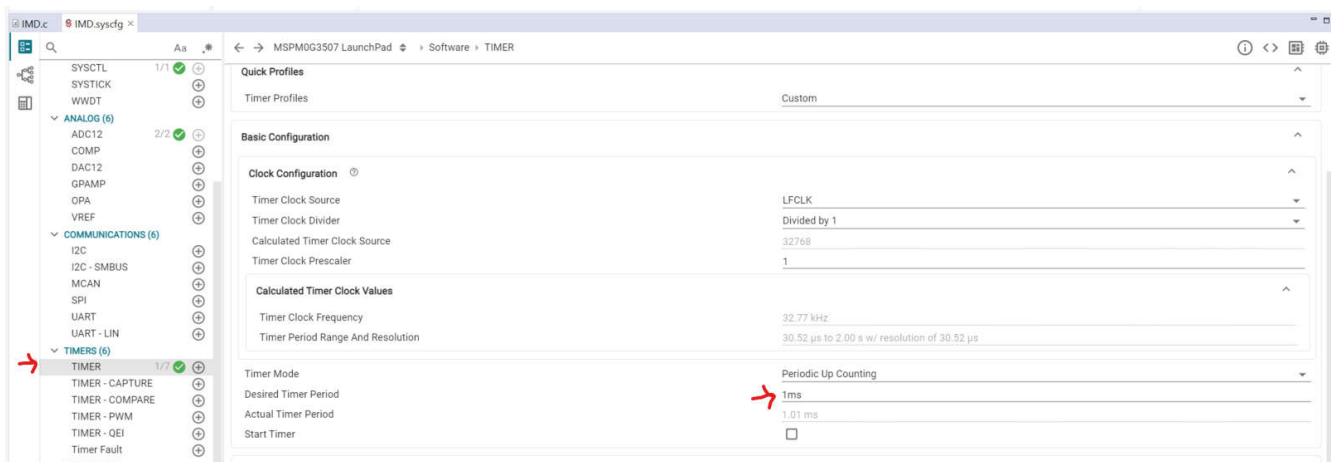 IMD.c IMD.syscfg ×
Aa .*
← → MSPM0G3507 LaunchPad › Software › TIMER
SYSCTL 1/1
SYSTICK
WWDT
ANALOG (6)
ADC12 2/2
COMP
DAC12
GPAMP
OPA
VREF
COMMUNICATIONS (6)
I2C
I2C - SMBUS
MCAN
SPI
UART
UART - LIN
TIMERS (6)
TIMER 1/7
TIMER - CAPTURE
TIMER - COMPARE
TIMER - PWM
TIMER - QEI
Timer Fault
Quick Profiles
Timer Profiles Custom
Basic Configuration
Clock Configuration
Timer Clock Source LFCLK
Timer Clock Divider Divided by 1
Calculated Timer Clock Source 32768
Timer Clock Prescaler 1
Calculated Timer Clock Values
Timer Clock Frequency 32.77 kHz
Timer Period Range And Resolution 30.52 µs to 2.00 s w/ resolution of 30.52 µs
Timer Mode Periodic Up Counting
Desired Timer Period 1ms
Actual Timer Period 1.01 ms
Start Timer